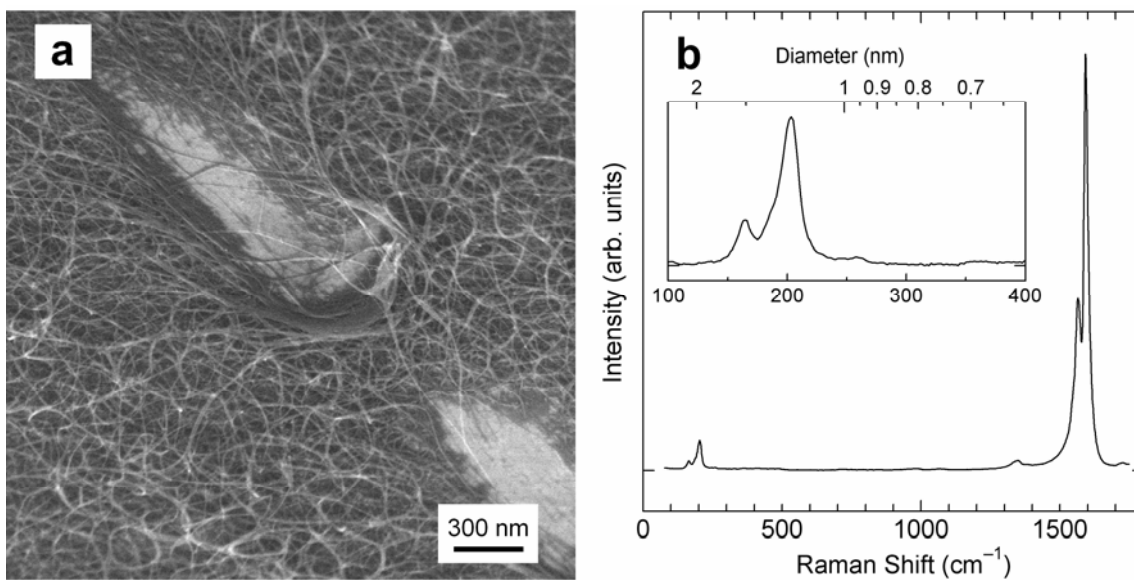 a
300 nm
b
Diameter (nm)
2 1 0.9 0.8 0.7
100 200 300 400
Intensity (arb. units)
0 500 1000 1500
Raman Shift (cm⁻¹)